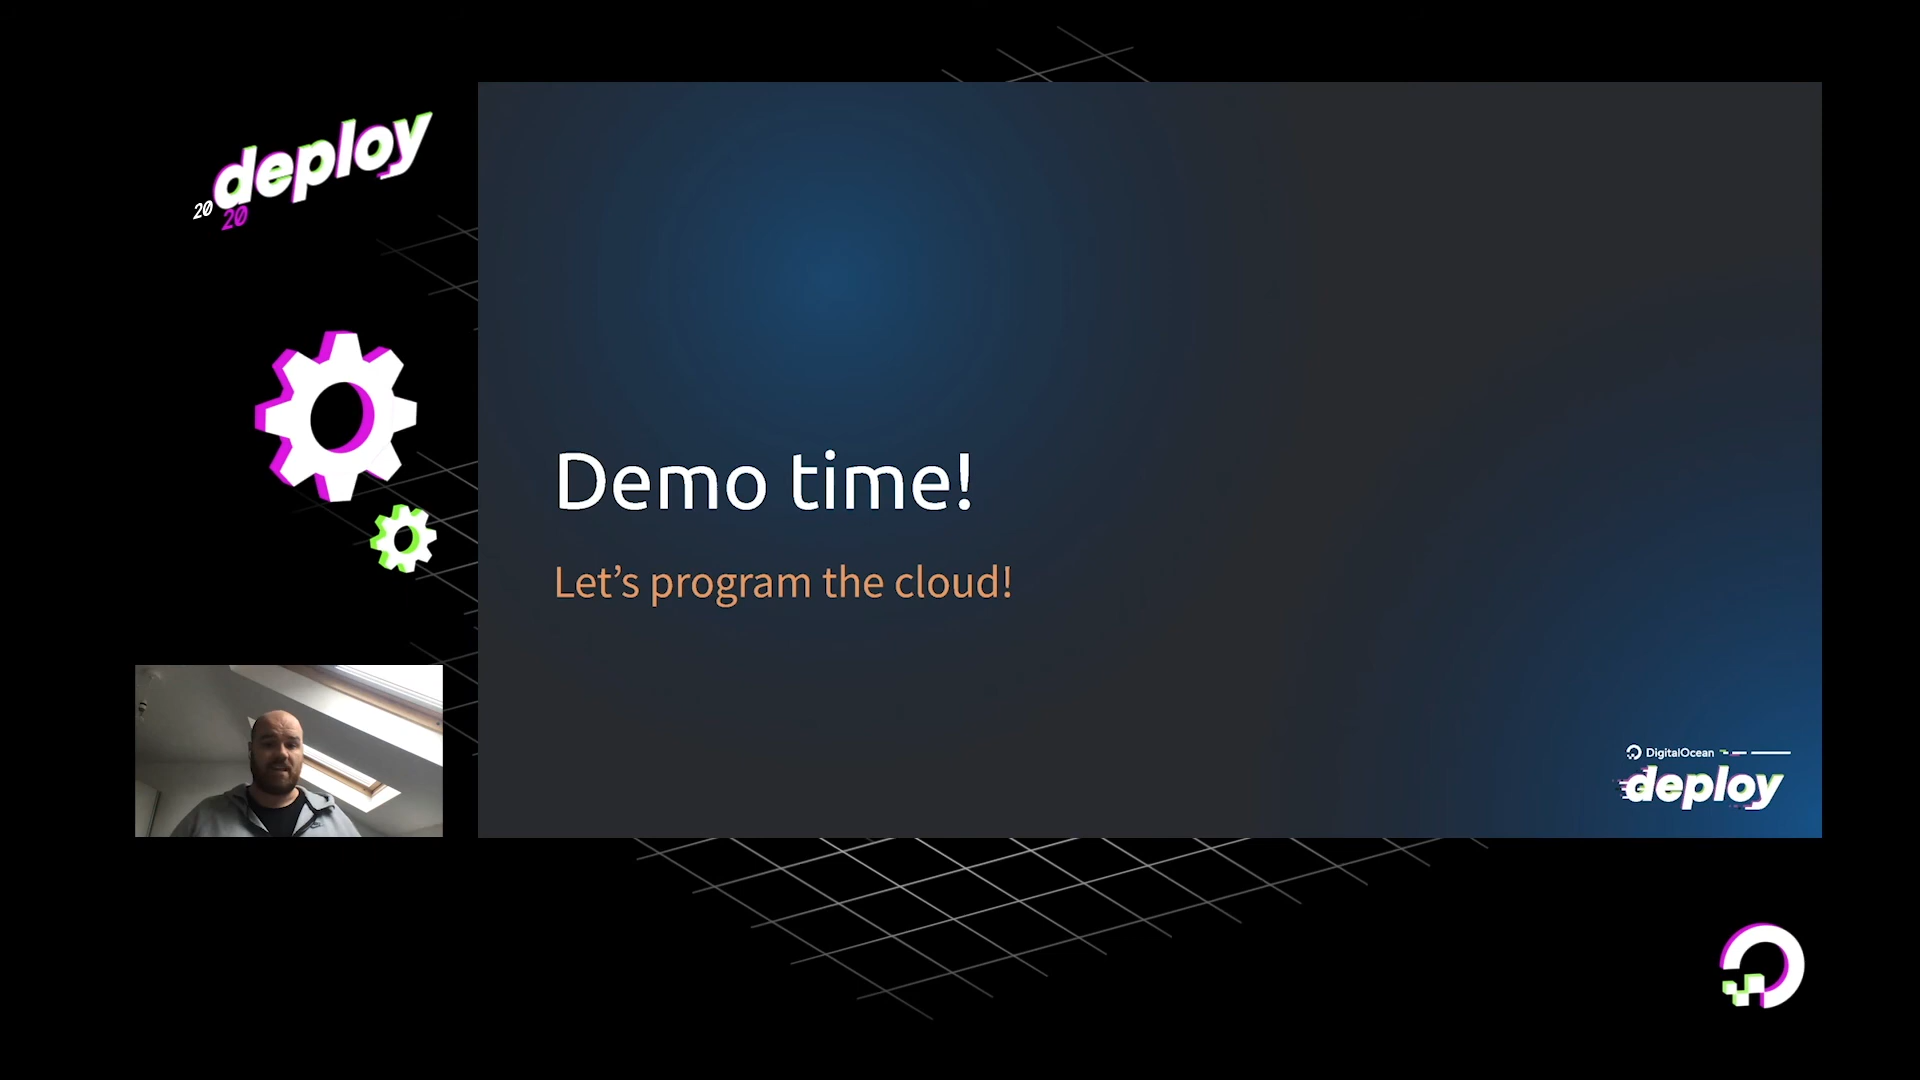 deploy
20
20
Demo time!
Let’s program the cloud!
DigitalOcean
deploy